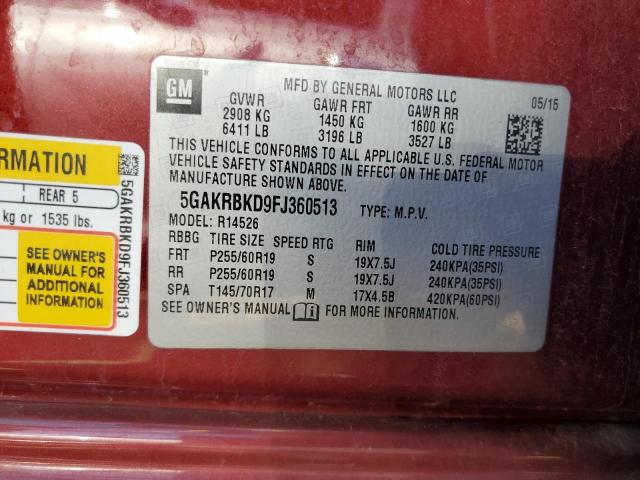 GM
MFD BY GENERAL MOTORS LLC
05/15
GVWR GAWR FRT GAWR RR
2908 KG 1450 KG 1600 KG
6411 LB 3196 LB 3527 LB
THIS VEHICLE CONFORMS TO ALL APPLICABLE U.S. FEDERAL MOTOR
VEHICLE SAFETY STANDARDS IN EFFECT ON THE DATE OF
MANUFACTURE SHOWN ABOVE.
5GAKRBKD9FJ360513 TYPE: M.P.V.
MODEL: R14526
RBBG TIRE SIZE SPEED RTG RIM COLD TIRE PRESSURE
FRT P255/60R19 S 19X7.5J 240KPA(35PSI)
RR P255/60R19 S 19X7.5J 240KPA(35PSI)
SPA T145/70R17 M 17X4.5B 420KPA(60PSI)
SEE OWNER'S MANUAL i FOR MORE INFORMATION.
RMATION
REAR 5
kg or 1535 lbs.
SEE OWNER'S
MANUAL FOR
ADDITIONAL
INFORMATION
5GAKRBKD9FJ360513